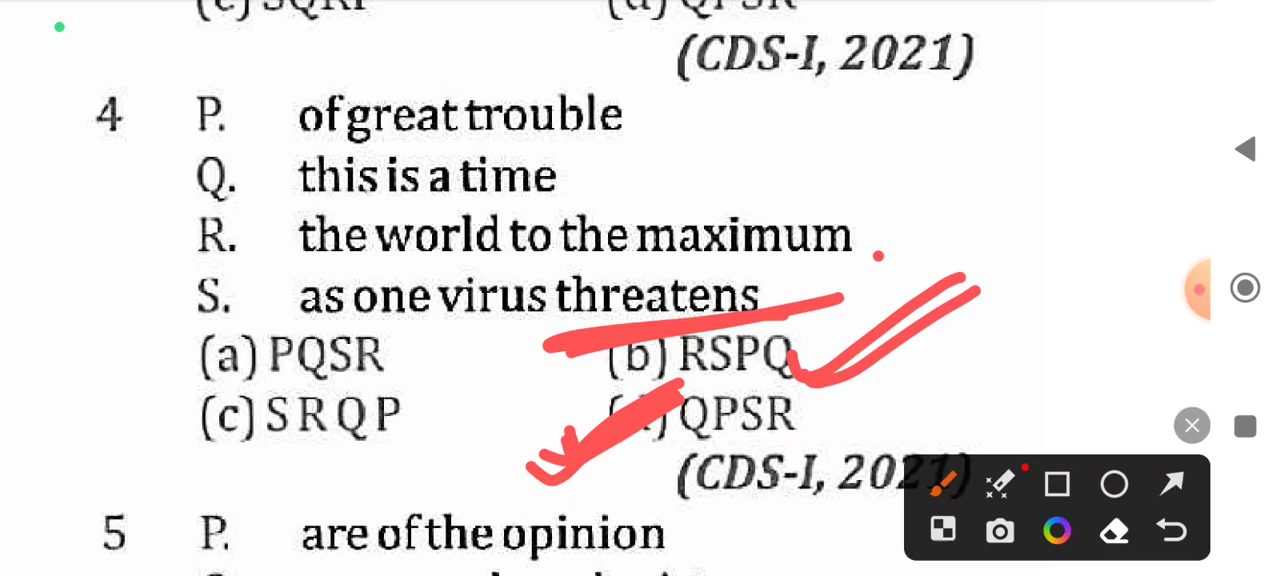 (CDS-I, 2021)
4 P. of great trouble
Q. this is a time
R. the world to the maximum
S. as one virus threatens
(a) PQSR (b) RSPQ
(c) S R Q P QPSR
(CDS-I, 2021)
5 P. are of the opinion